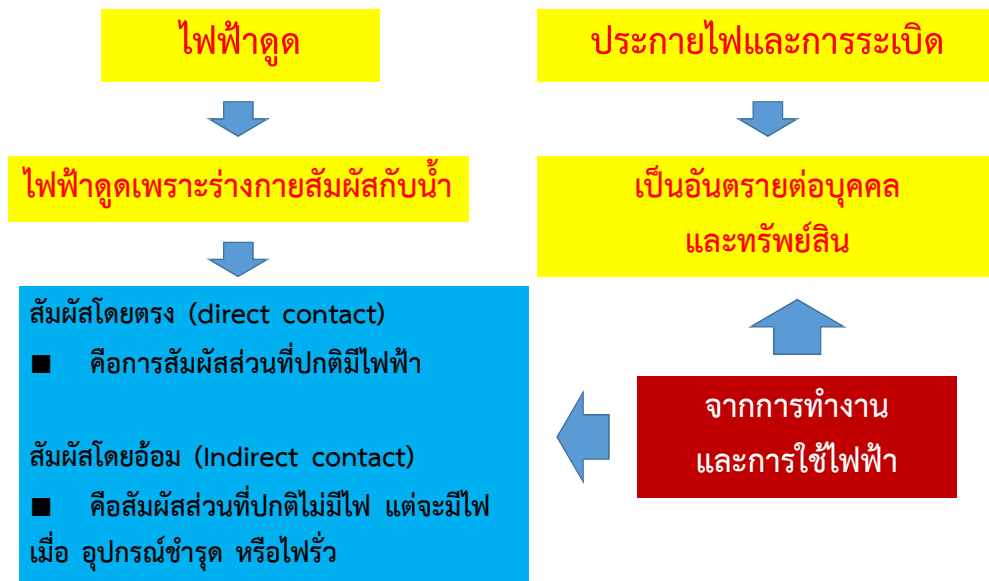 ไฟฟ้าดูด
ไฟฟ้าดูดเพราะร่างกายสัมผัสกับน้ำ
สัมผัสโดยตรง (direct contact)
■ คือการสัมผัสส่วนที่ปกติมีไฟฟ้า
สัมผัสโดยอ้อม (Indirect contact)
■ คือสัมผัสส่วนที่ปกติไม่มีไฟ แต่จะมีไฟ
เมื่อ อุปกรณ์ชำรุด หรือไฟรั่ว
ประกายไฟและการระเบิด
เป็นอันตรายต่อบุคคล
และทรัพย์สิน
จากการทำงาน
และการใช้ไฟฟ้า